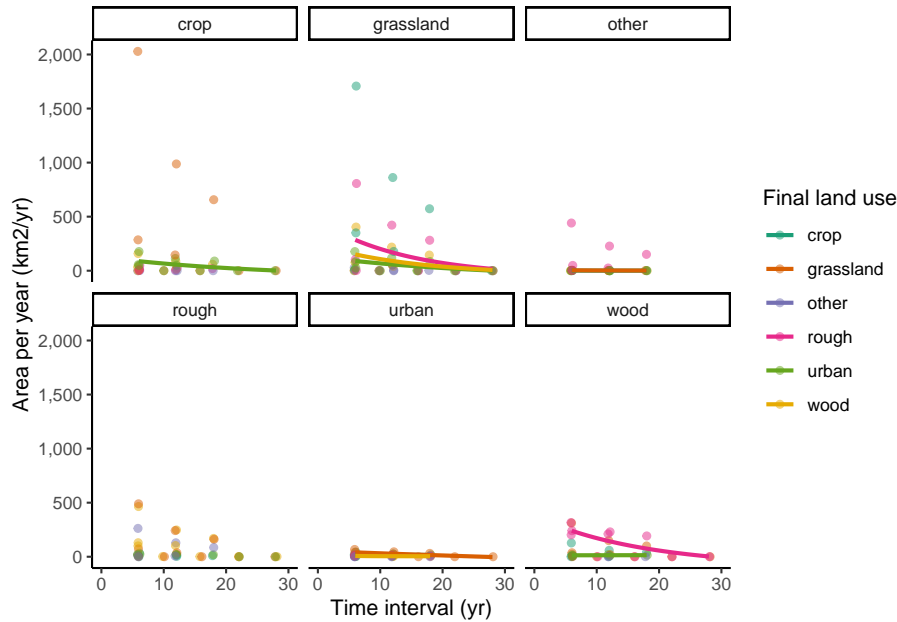 crop grassland other
2,000
1,500
1,000
500
0
rough urban wood
2,000
1,500
1,000
500
0
0 10 20 30 0 10 20 30 0 10 20 30
Time interval (yr)
Area per year (km2/yr)
Final land use
crop
grassland
other
rough
urban
wood